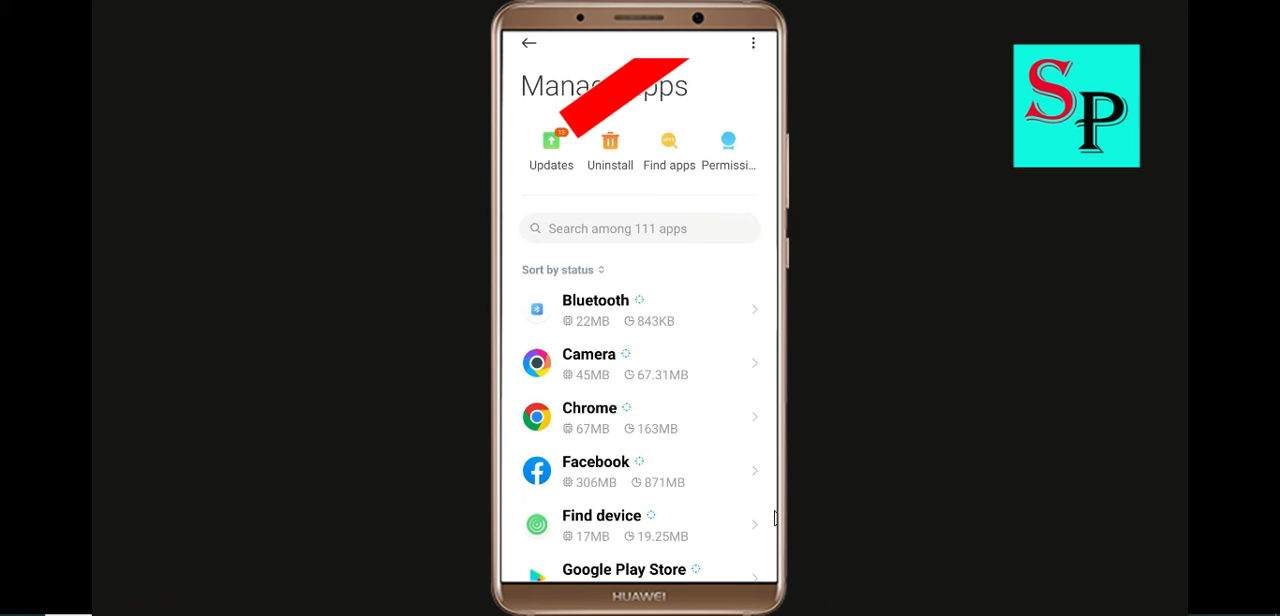 Mana pps
19
Updates Uninstall Find apps Permissi...
Search among 111 apps
Sort by status
Bluetooth
22MB 843KB
Camera
45MB 67.31MB
Chrome
67MB 163MB
Facebook
306MB 871MB
Find device
17MB 19.25MB
Google Play Store
HUAWEI
SP